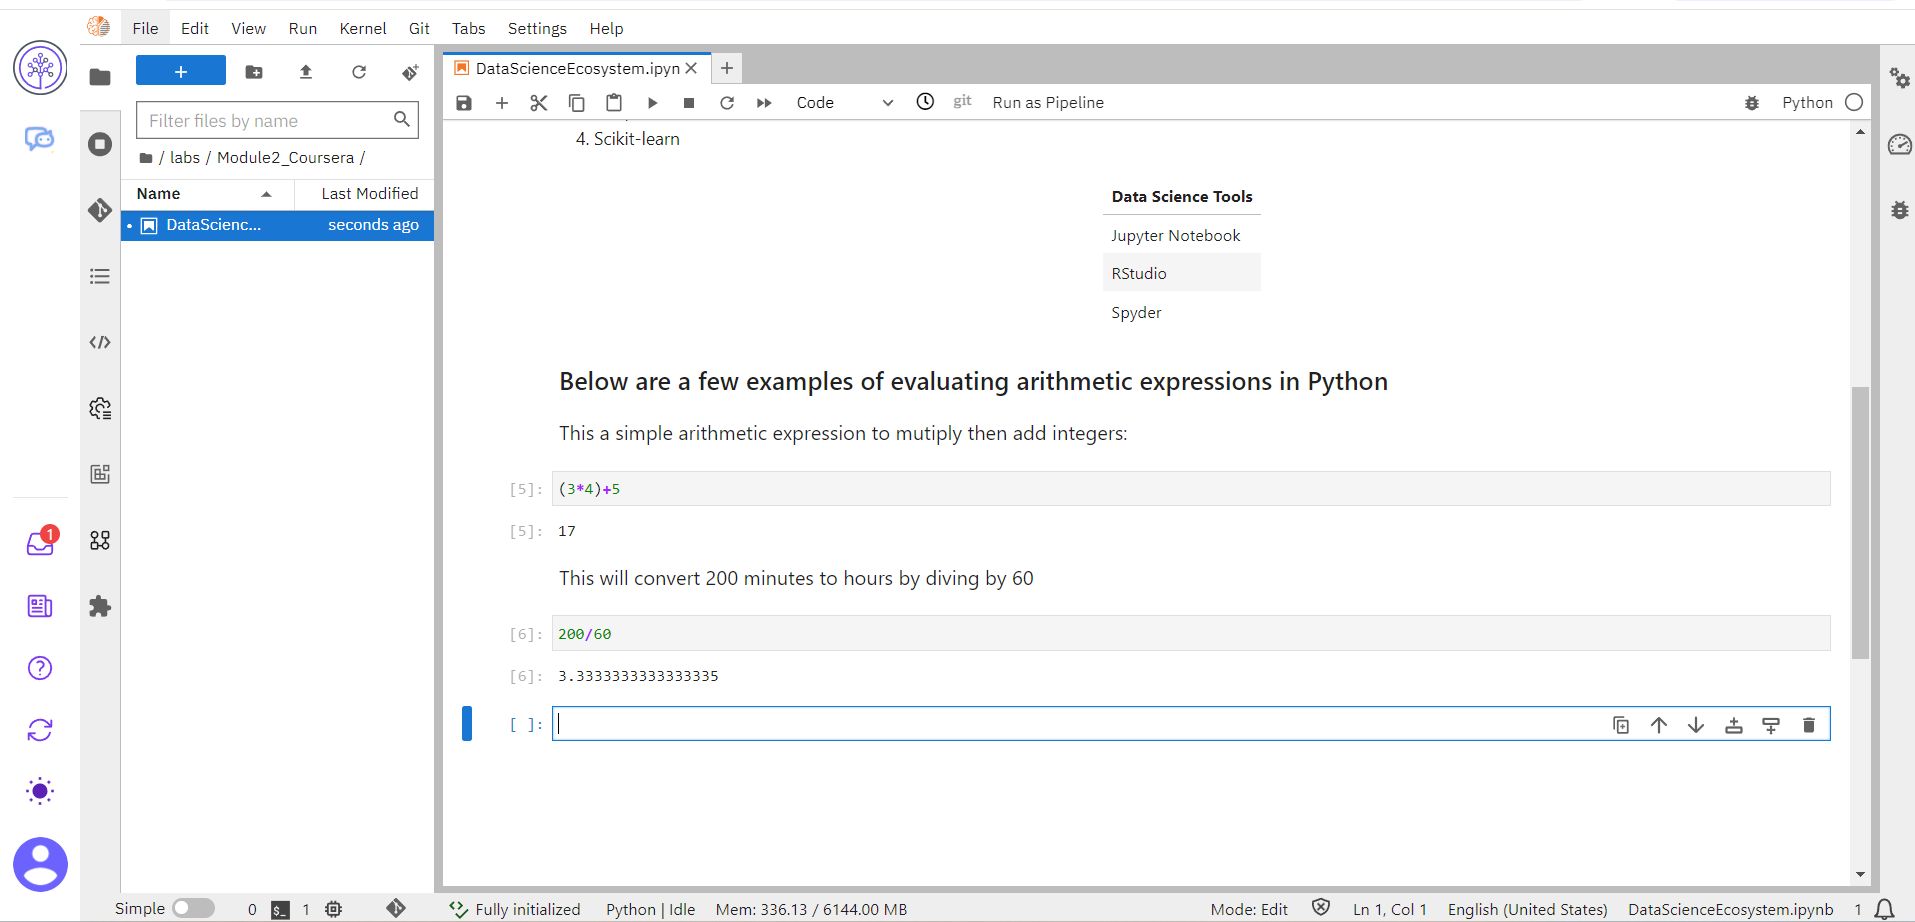 File Edit View Run Kernel Git Tabs Settings Help
DataScienceEcosystem.ipyn
Code git Run as Pipeline Python
Filter files by name
/ labs / Module2_Coursera /
Name Last Modified
DataScienc... seconds ago
4. Scikit-learn
Data Science Tools
Jupyter Notebook
RStudio
Spyder
Below are a few examples of evaluating arithmetic expressions in Python
This a simple arithmetic expression to mutiply then add integers:
[5]: (3*4)+5
[5]: 17
This will convert 200 minutes to hours by diving by 60
[6]: 200/60
[6]: 3.3333333333333335
[ ]:
1
Simple 0 $_ 1 Fully initialized Python | Idle Mem: 336.13 / 6144.00 MB Mode: Edit Ln 1, Col 1 English (United States) DataScienceEcosystem.ipynb 1